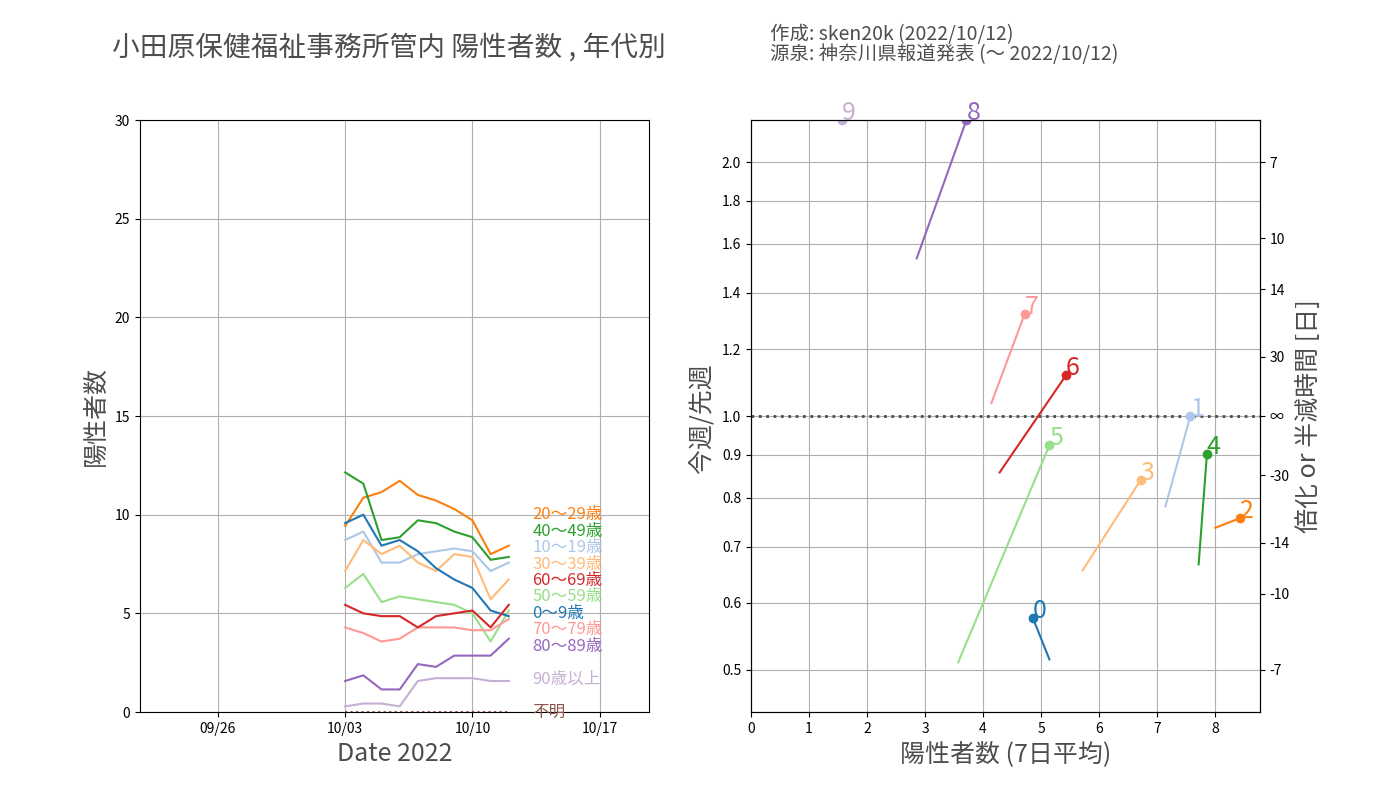 小田原保健福祉事務所管内 陽性者数 , 年代別
作成: sken20k (2022/10/12)
源泉: 神奈川県報道発表 (〜 2022/10/12)
陽性者数
30
25
20
15
10
5
0
09/26
10/03
10/10
10/17
Date 2022
20〜29歳
40〜49歳
10〜19歳
30〜39歳
60〜69歳
50〜59歳
0〜9歳
70〜79歳
80〜89歳
90歳以上
不明
今週/先週
2.0
1.8
1.6
1.4
1.2
1.0
0.9
0.8
0.7
0.6
0.5
9
8
7
6
1
5
4
3
2
0
0
1
2
3
4
5
6
7
8
陽性者数 (7日平均)
7
10
14
30
∞
-30
-14
-10
-7
倍化 or 半減時間 [日]